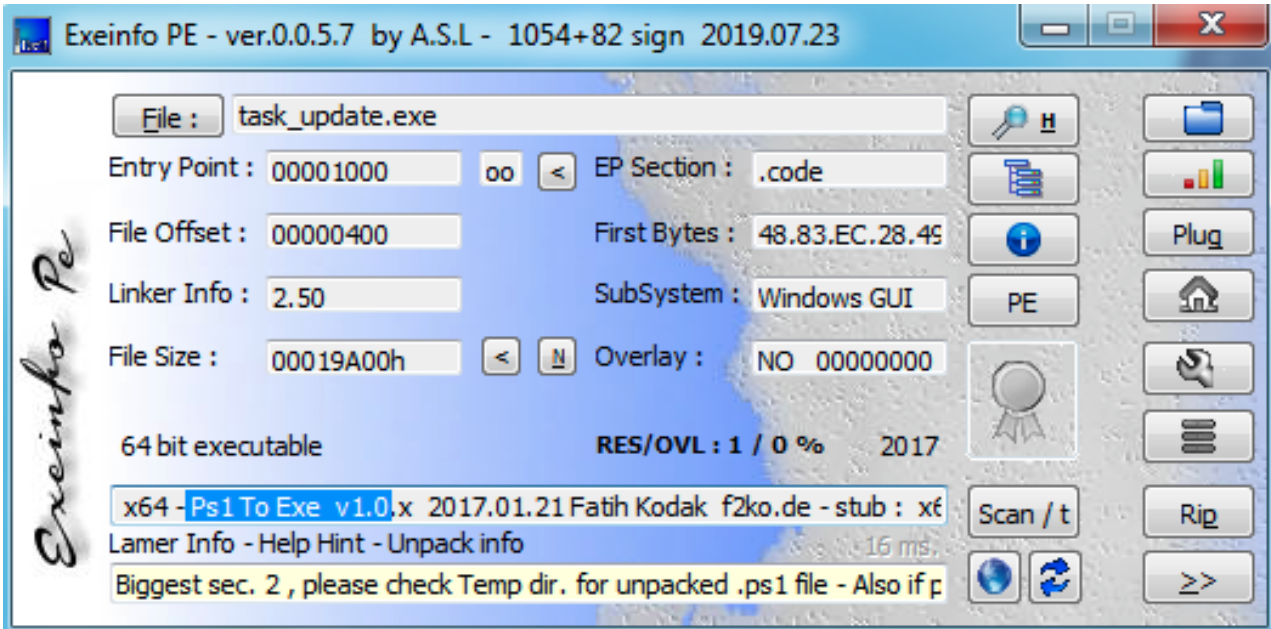 Exeinfo PE - ver.0.0.5.7 by A.S.L - 1054+82 sign 2019.07.23
File : task_update.exe
H
Entry Point : 00001000 oo < EP Section : .code
File Offset : 00000400 First Bytes : 48.83.EC.28.49
Plug
Linker Info : 2.50 SubSystem : Windows GUI
PE
File Size : 00019A00h < N Overlay : NO 00000000
64 bit executable RES/OVL : 1 / 0 % 2017
x64 - Ps1 To Exe v1.0.x 2017.01.21 Fatih Kodak f2ko.de - stub : x6
Scan / t
Rip
Lamer Info - Help Hint - Unpack info 16 ms.
Biggest sec. 2 , please check Temp dir. for unpacked .ps1 file - Also if p
>>
Exeinfo Pe